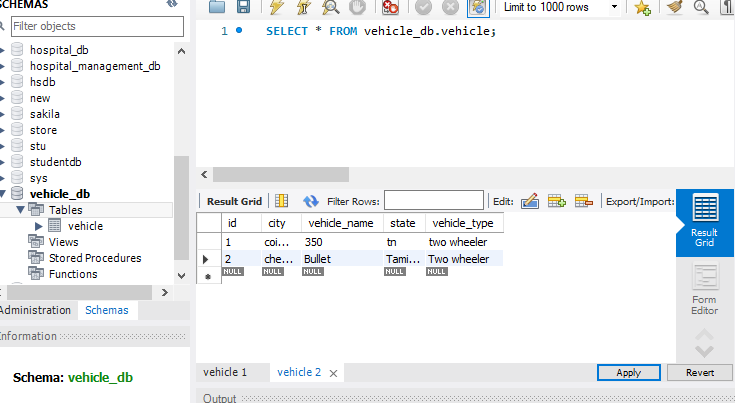 SCHEMAS
Filter objects
hospital_db
hospital_management_db
hsdb
new
sakila
store
stu
studentdb
sys
vehicle_db
Tables
vehicle
Views
Stored Procedures
Functions
Administration Schemas
Information
Schema: vehicle_db
Limit to 1000 rows
1 SELECT * FROM vehicle_db.vehicle;
Result Grid Filter Rows: Edit: Export/Import:
id city vehicle_name state vehicle_type
1 coi... 350 tn two wheeler
2 che... Bullet Tami... Two wheeler
NULL NULL NULL NULL NULL
Result
Grid
Form
Editor
vehicle 1 vehicle 2 Apply Revert
Output